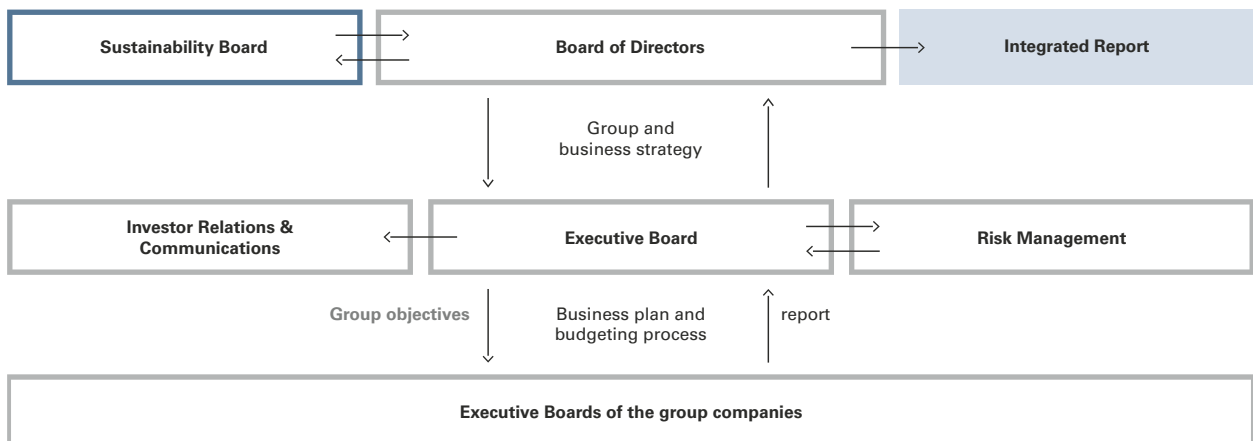 Sustainability Board
Board of Directors
Integrated Report
Group and
business strategy
Investor Relations &
Communications
Executive Board
Risk Management
Group objectives
Business plan and
budgeting process
report
Executive Boards of the group companies